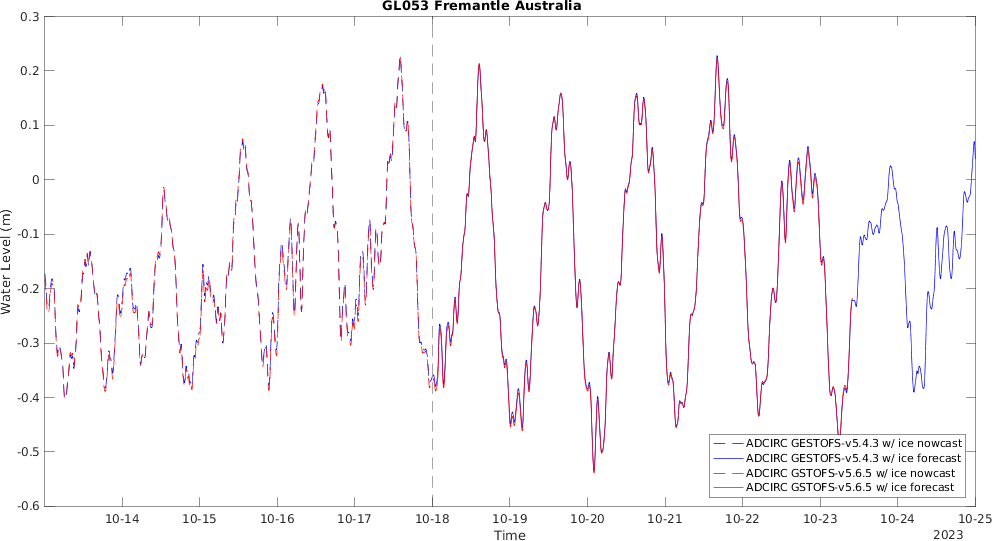 GL053 Fremantle Australia
Water Level (m)
0.3
0.2
0.1
0
-0.1
-0.2
-0.3
-0.4
-0.5
-0.6
ADCIRC GESTOFS-v5.4.3 w/ ice nowcast
ADCIRC GESTOFS-v5.4.3 w/ ice forecast
ADCIRC GSTOFS-v5.6.5 w/ ice nowcast
ADCIRC GSTOFS-v5.6.5 w/ ice forecast
10-14 10-15 10-16 10-17 10-18 10-19 10-20 10-21 10-22 10-23 10-24 10-25
Time
2023